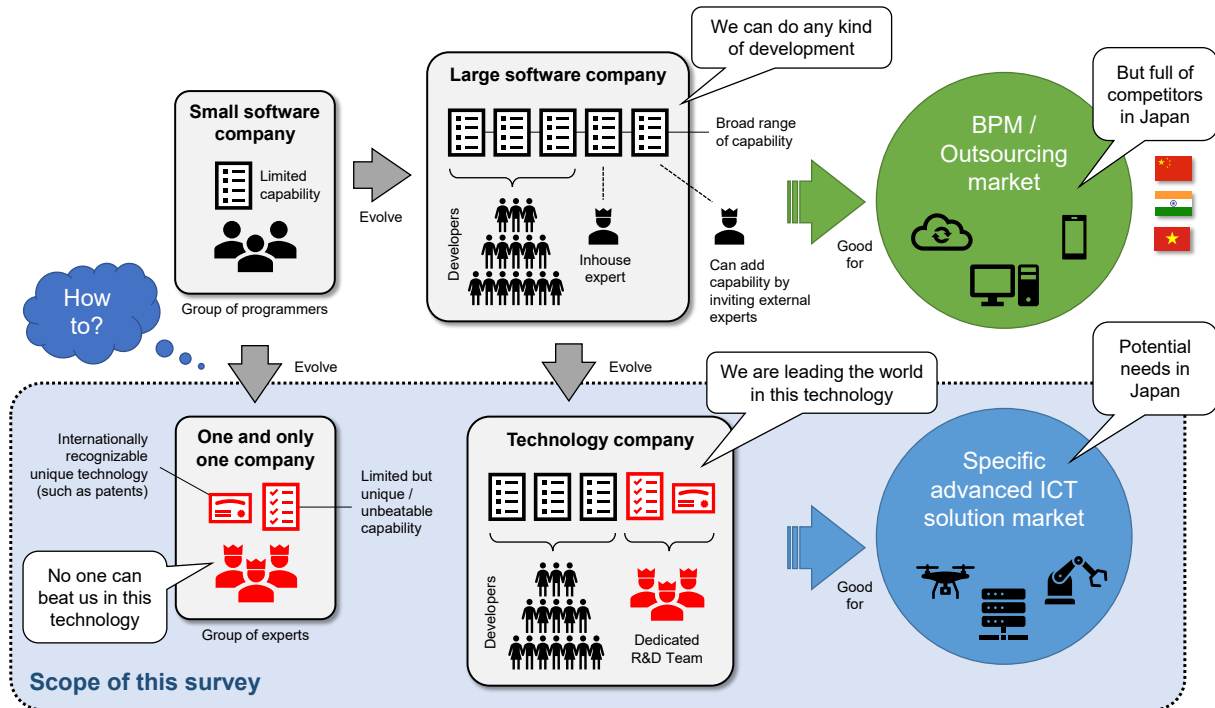 We can do any kind
of development
Large software company
But full of
competitors
in Japan
Small software
company
Limited
capability
Broad range
of capability
BPM /
Outsourcing
market
Evolve
Developers
Inhouse
expert
Can add
capability by
inviting external
experts
Good
for
Group of programmers
How
to?
Evolve
Evolve
We are leading the world
in this technology
Potential
needs in
Japan
One and only
one company
Internationally
recognizable
unique technology
(such as patents)
Limited but
unique /
unbeatable
capability
No one can
beat us in this
technology
Group of experts
Technology company
Developers
Dedicated
R&D Team
Good
for
Specific
advanced ICT
solution market
Scope of this survey